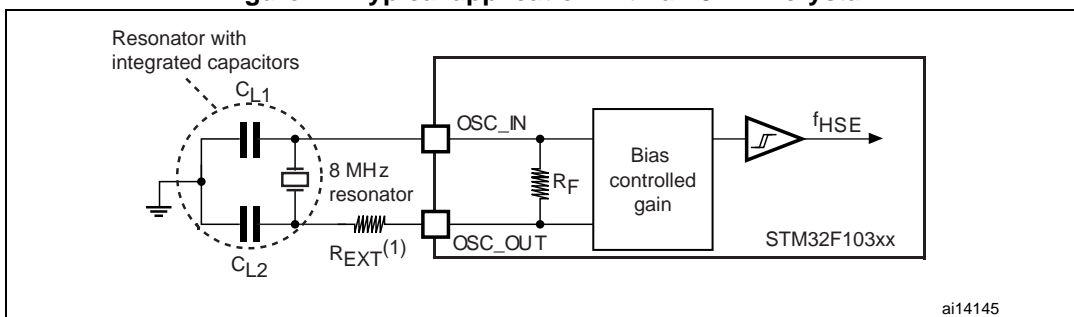 Resonator with
integrated capacitors
CL1
OSC_IN
fHSE
8 MHz
resonator
RF
Bias
controlled
gain
OSC_OUT
STM32F103xx
REXT(1)
CL2
ai14145